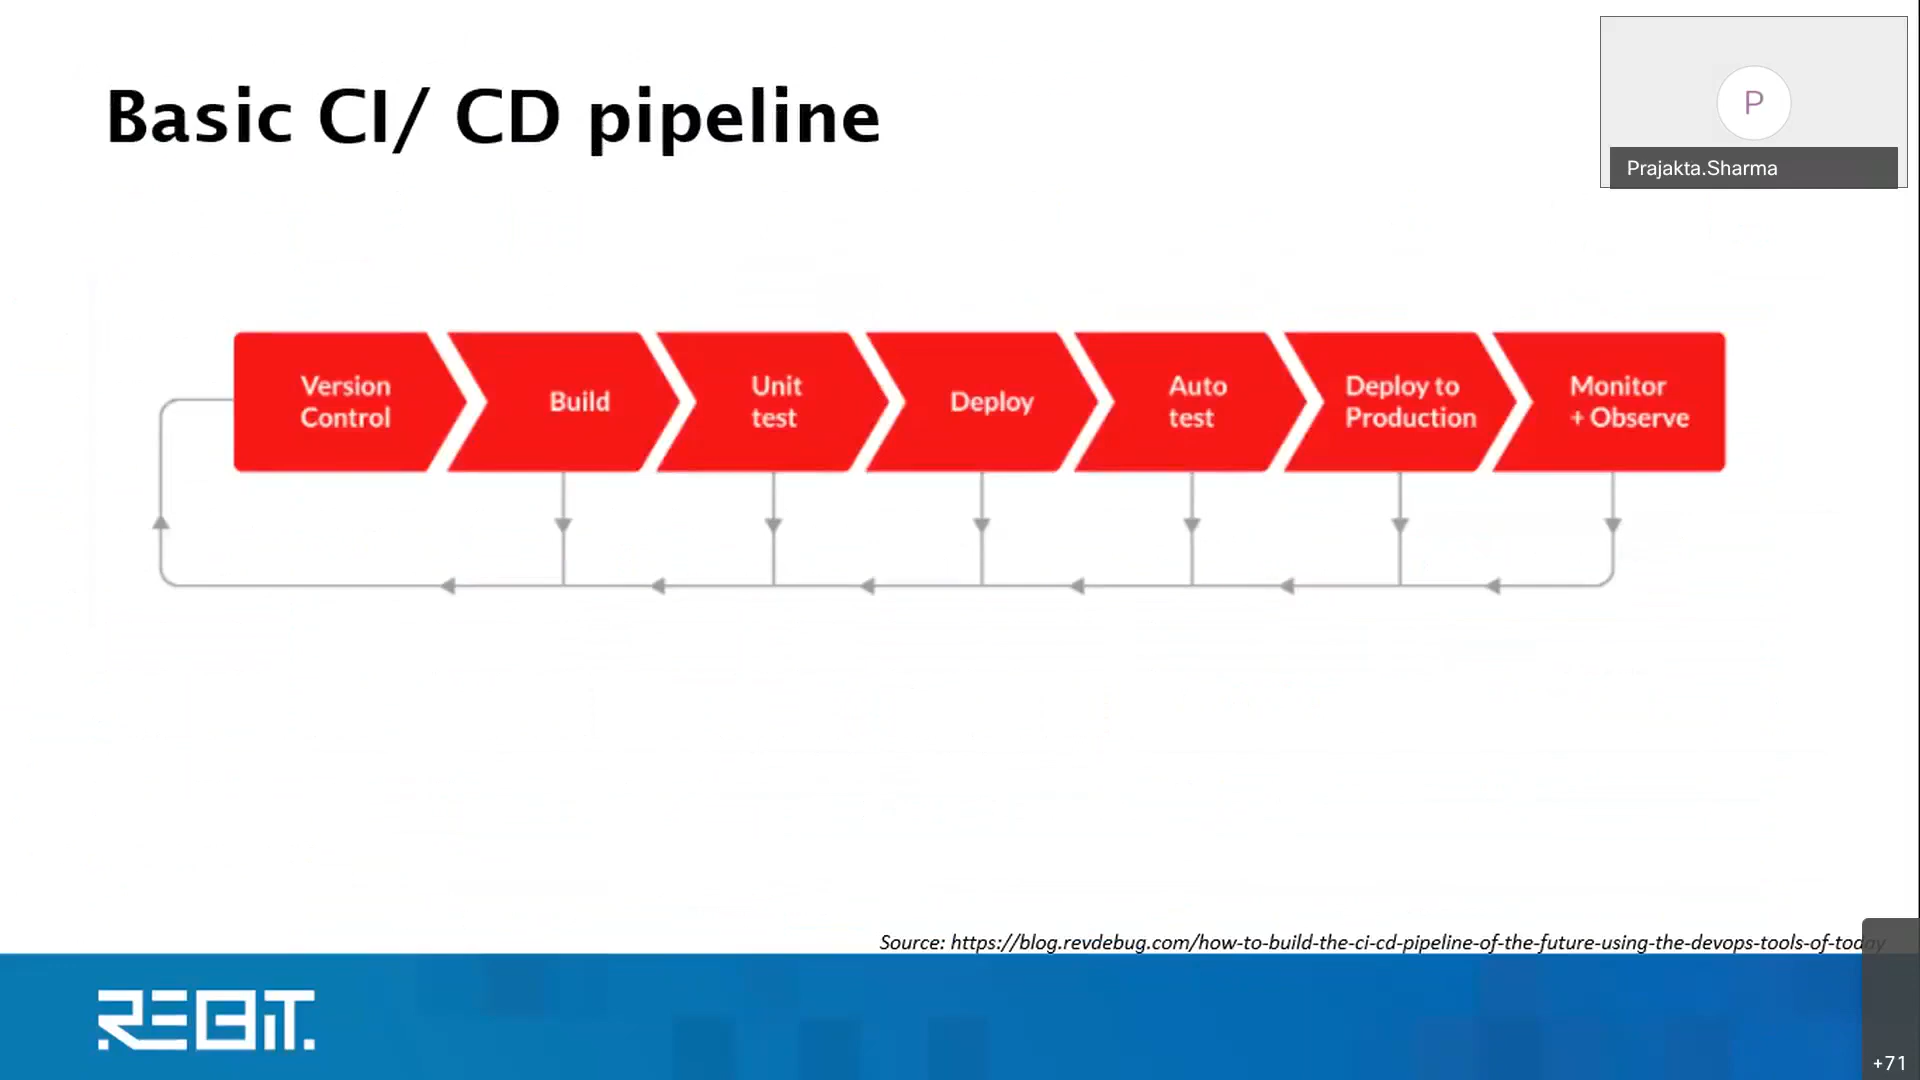 Basic CI/ CD pipeline
P
Prajakta.Sharma
Version
Control
Build
Unit
test
Deploy
Auto
test
Deploy to
Production
Monitor
+ Observe
Source: https://blog.revdebug.com/how-to-build-the-ci-cd-pipeline-of-the-future-using-the-devops-tools-of-today
REBIT.
+71